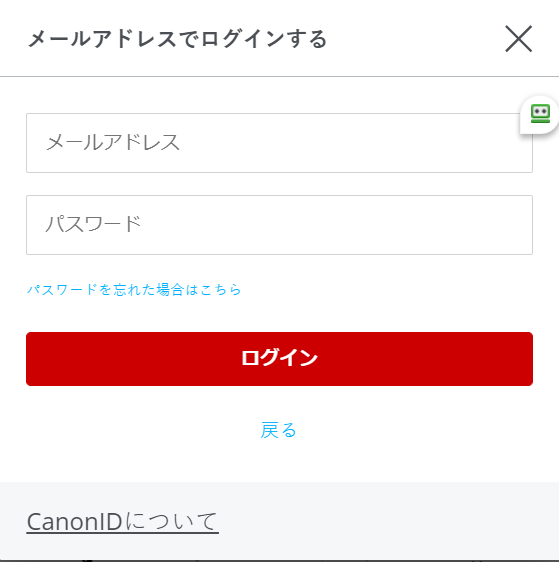 メールアドレスでログインする
メールアドレス
パスワード
パスワードを忘れた場合はこちら
ログイン
戻る
CanonIDについて